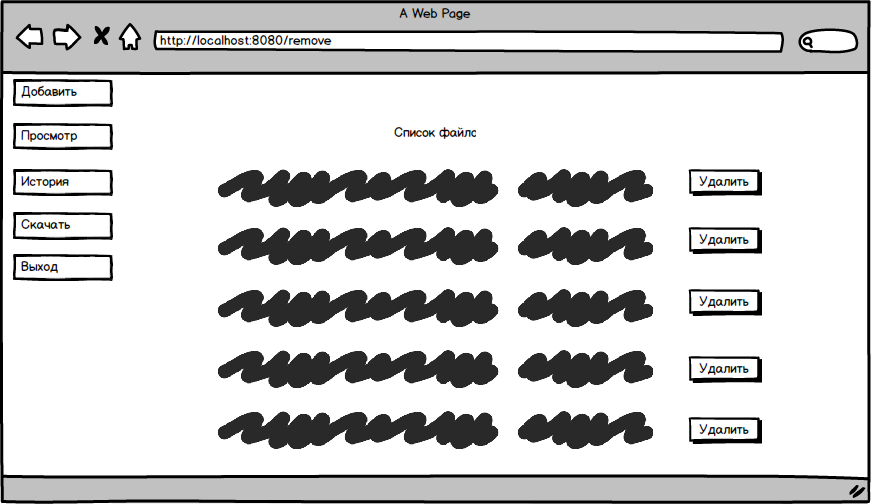 A Web Page
http://localhost:8080/remove
Добавить
Просмотр
История
Скачать
Выход
Список файлс
Удалить
Удалить
Удалить
Удалить
Удалить